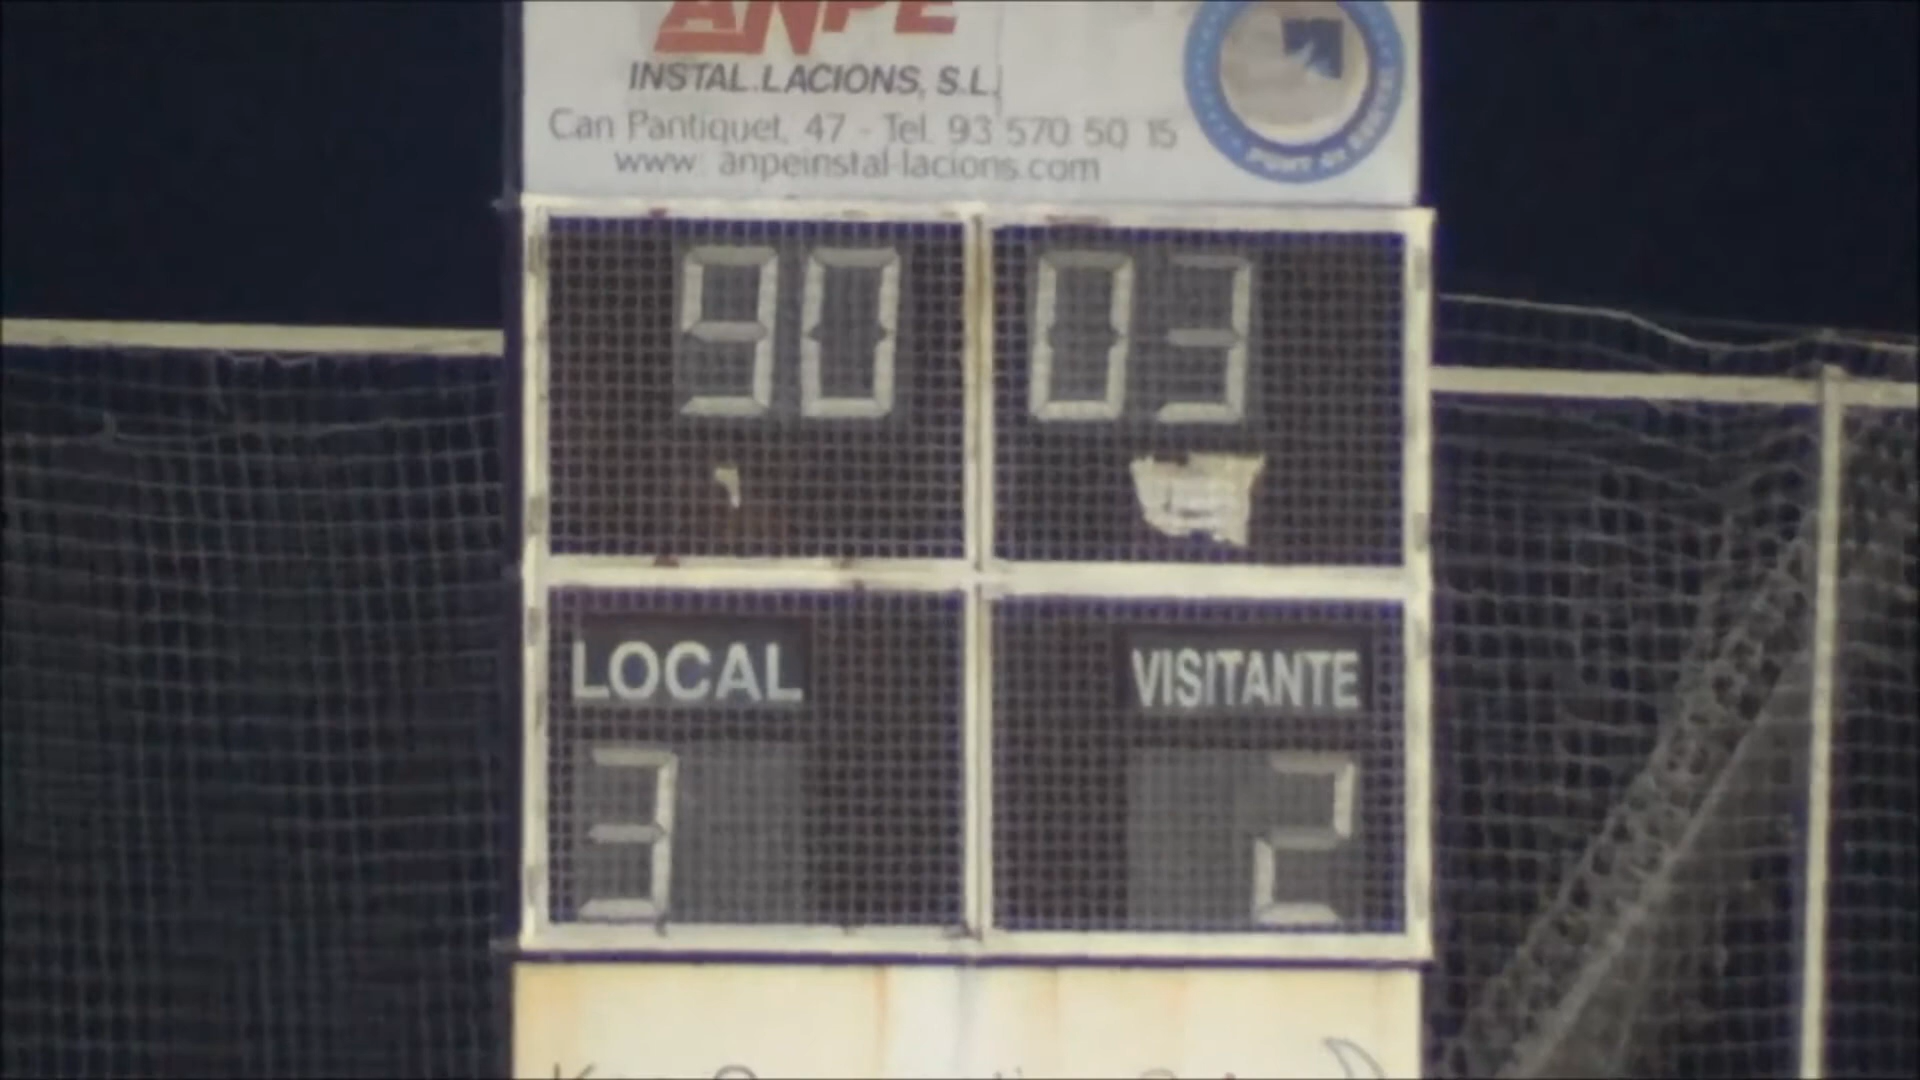 ANPE
INSTAL.LACIONS, S.L.
Can Pantiquet, 47 - Tel. 93 570 50 15
www. anpeinstal-lacions.com
90 03
LOCAL VISITANTE
3 2